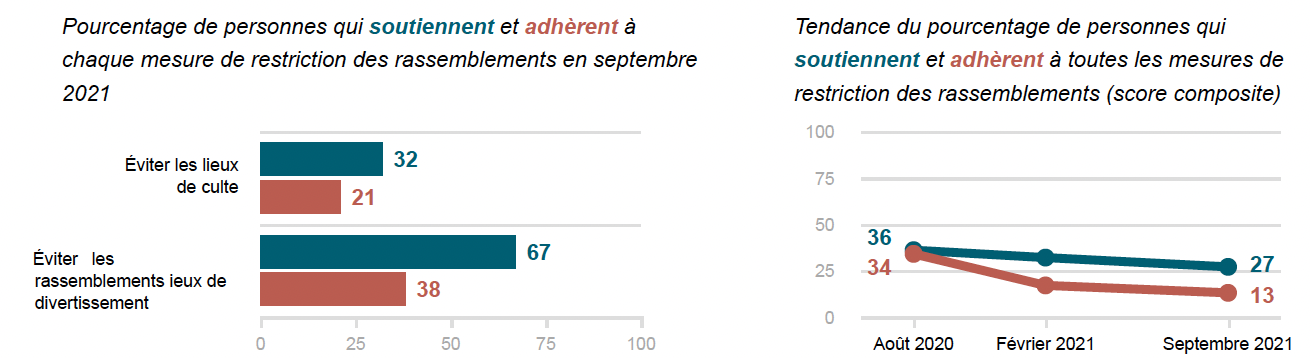 Pourcentage de personnes qui soutiennent et adhèrent à
chaque mesure de restriction des rassemblements en septembre
2021
Éviter les lieux
de culte
32
21
Éviter les
rassemblements ieux de
divertissement
67
38
0 25 50 75 100
Tendance du pourcentage de personnes qui
soutiennent et adhèrent à toutes les mesures de
restriction des rassemblements (score composite)
100
75
50
25
0
36
34
27
13
Août 2020 Février 2021 Septembre 2021